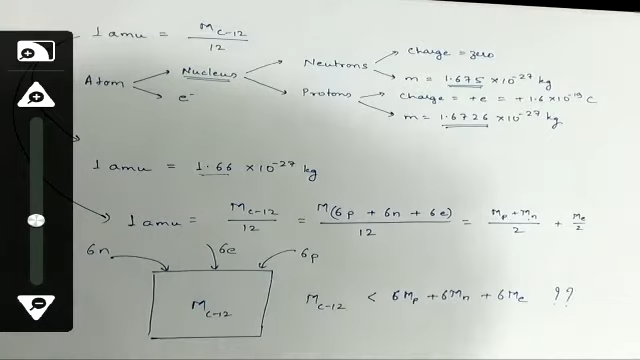 1 amu = M_C-12 / 12
Neutrons
Charge = zero
m = 1.675 × 10^-27 kg
Atom
Nucleus
e^-
Protons
Charge = +e = +1.6 × 10^-19 C
m = 1.6726 × 10^-27 kg
1 amu = 1.66 × 10^-27 kg
1 amu = M_C-12 / 12 = M(6p + 6n + 6e) / 12 = M_p + M_n / 2 + M_e / 2
6n
6e
6p
M_C-12
M_C-12 < 6M_p + 6M_n + 6M_e ??